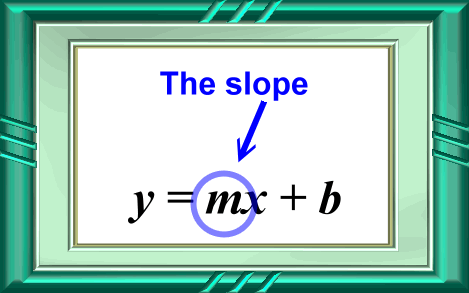 The slope
y = mx + b